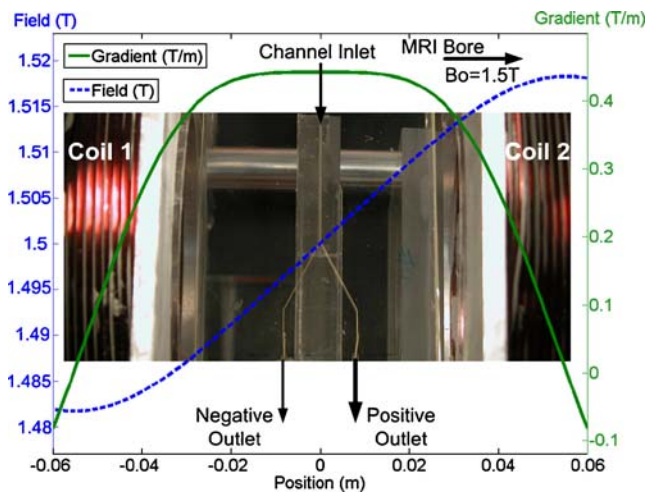 Field (T)
Gradient (T/m)
1.52
1.515
1.51
1.505
1.5
1.495
1.49
1.485
1.48
Gradient (T/m)
Field (T)
Channel Inlet
MRI Bore
Bo=1.5T
Coil 1
Coil 2
0.4
0.3
0.2
0.1
0
-0.1
Negative
Outlet
Positive
Outlet
-0.06
-0.04
-0.02
0
0.02
0.04
0.06
Position (m)